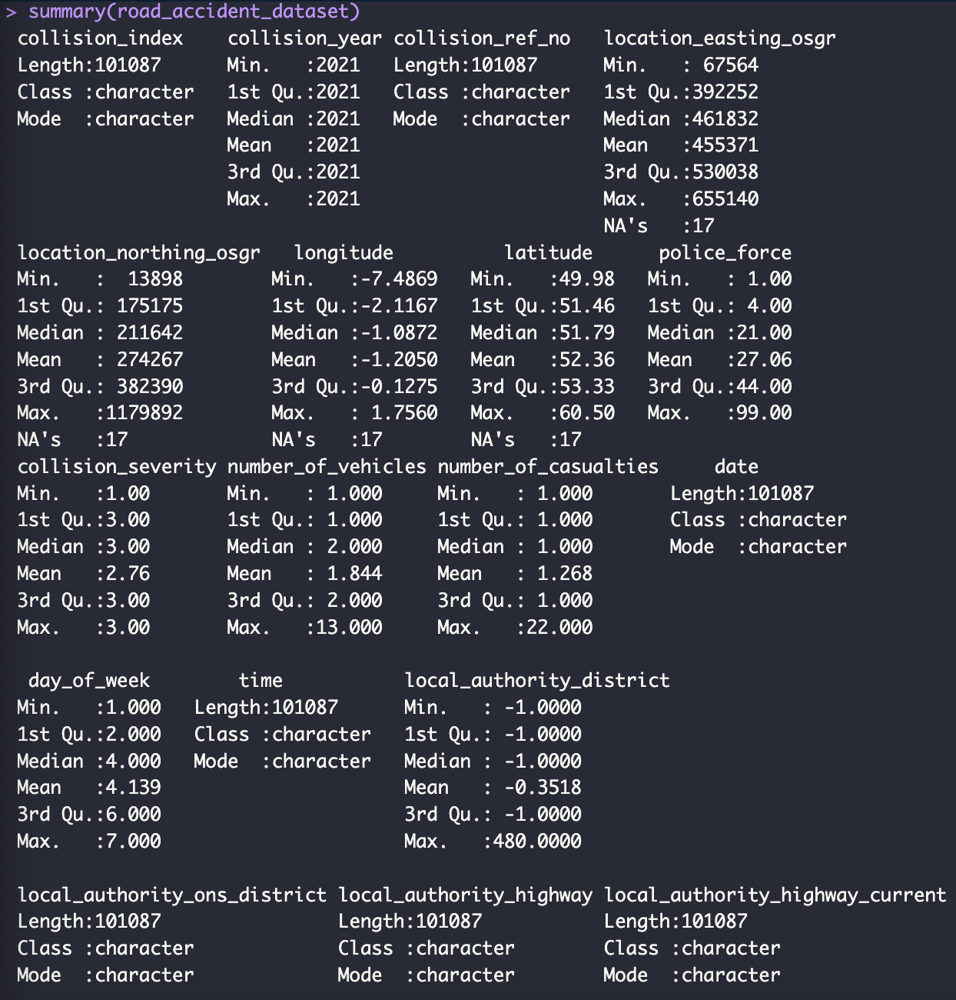 > summary(road_accident_dataset)
 collision_index    collision_year collision_ref_no   location_easting_osgr
 Length:101087      Min.   :2021   Length:101087      Min.   : 67564
 Class :character   1st Qu.:2021   Class :character   1st Qu.:392252
 Mode  :character   Median :2021   Mode  :character   Median :461832
                    Mean   :2021                      Mean   :455371
                    3rd Qu.:2021                      3rd Qu.:530038
                    Max.   :2021                      Max.   :655140
                                                      NA's   :17
 location_northing_osgr   longitude          latitude      police_force
 Min.   :  13898        Min.   :-7.4869   Min.   :49.98   Min.   : 1.00
 1st Qu.: 175175        1st Qu.:-2.1167   1st Qu.:51.46   1st Qu.: 4.00
 Median : 211642        Median :-1.0872   Median :51.79   Median :21.00
 Mean   : 274267        Mean   :-1.2050   Mean   :52.36   Mean   :27.06
 3rd Qu.: 382390        3rd Qu.:-0.1275   3rd Qu.:53.33   3rd Qu.:44.00
 Max.   :1179892        Max.   : 1.7560   Max.   :60.50   Max.   :99.00
 NA's   :17             NA's   :17        NA's   :17
 collision_severity number_of_vehicles number_of_casualties     date
 Min.   :1.00       Min.   : 1.000     Min.   : 1.000       Length:101087
 1st Qu.:3.00       1st Qu.: 1.000     1st Qu.: 1.000       Class :character
 Median :3.00       Median : 2.000     Median : 1.000       Mode  :character
 Mean   :2.76       Mean   : 1.844     Mean   : 1.268
 3rd Qu.:3.00       3rd Qu.: 2.000     3rd Qu.: 1.000
 Max.   :3.00       Max.   :13.000     Max.   :22.000
  day_of_week        time           local_authority_district
 Min.   :1.000   Length:101087      Min.   : -1.0000
 1st Qu.:2.000   Class :character   1st Qu.: -1.0000
 Median :4.000   Mode  :character   Median : -1.0000
 Mean   :4.139                      Mean   : -0.3518
 3rd Qu.:6.000                      3rd Qu.: -1.0000
 Max.   :7.000                      Max.   :480.0000
 local_authority_ons_district local_authority_highway local_authority_highway_current
 Length:101087                Length:101087           Length:101087
 Class :character             Class :character        Class :character
 Mode  :character             Mode  :character        Mode  :character